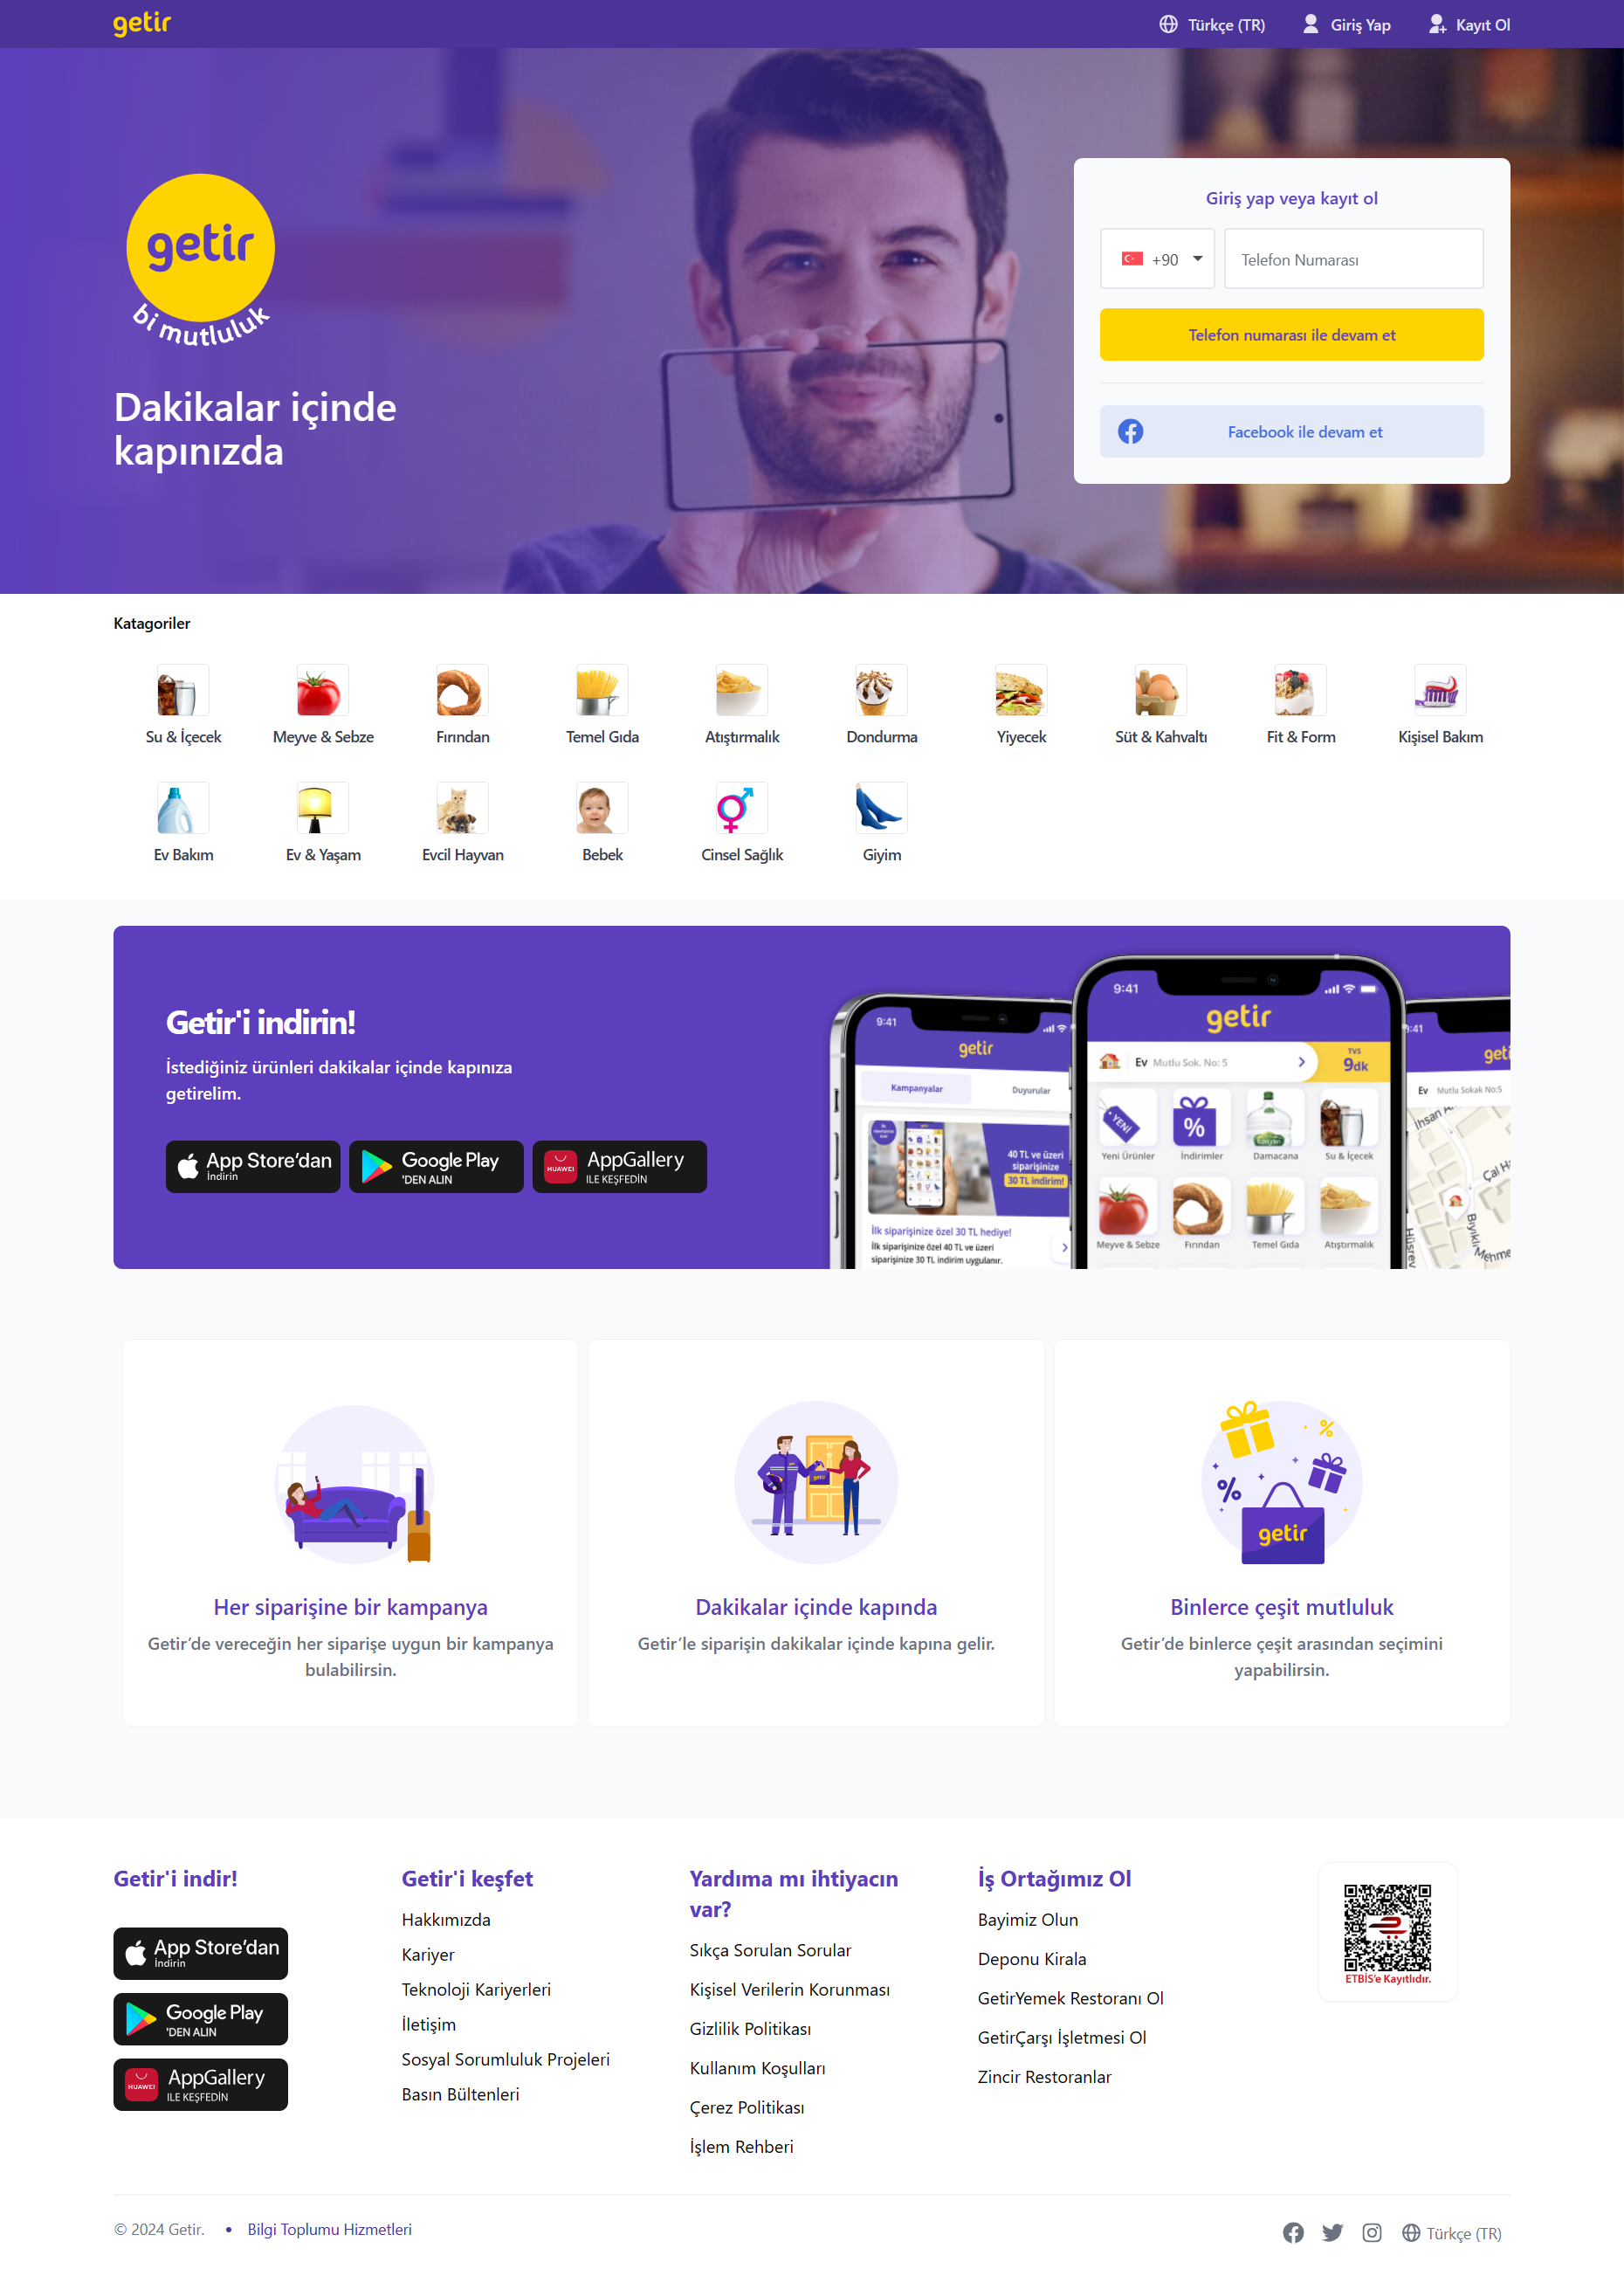 getir
Türkçe (TR)
Giriş Yap
Kayıt Ol
getir
bi mutluluk
Dakikalar içinde
kapınızda
Giriş yap veya kayıt ol
+90
Telefon Numarası
Telefon numarası ile devam et
Facebook ile devam et
Katagoriler
Su & İçecek
Meyve & Sebze
Fırından
Temel Gıda
Atıştırmalık
Dondurma
Yiyecek
Süt & Kahvaltı
Fit & Form
Kişisel Bakım
Ev Bakım
Ev & Yaşam
Evcil Hayvan
Bebek
Cinsel Sağlık
Giyim
Getir'i indirin!
İstediğiniz ürünleri dakikalar içinde kapınıza
getirelim.
App Store’dan
İndirin
Google Play
'DEN ALIN
HUAWEI
AppGallery
ILE KEŞFEDİN
9:41
getir
Kampanyalar
Duyurular
40 TL ve üzeri
siparişinize
30 TL indirim!
İlk siparişinize özel 30 TL hediye!
İlk siparişinize özel 40 TL ve üzeri
siparişinize 30 TL indirim uygulanır.
9:41
getir
Ev Mutlu Sok. No: 5
TVS
9dk
YENİ
%
Yeni Ürünler
İndirimler
Damacana
Su & İçecek
Meyve & Sebze
Fırından
Temel Gıda
Atıştırmalık
9:41
geti
Ev Mutlu Sokak No:5
Her siparişine bir kampanya
Getir’de vereceğin her siparişe uygun bir kampanya
bulabilirsin.
getir
Dakikalar içinde kapında
Getir’le siparişin dakikalar içinde kapına gelir.
%
%
getir
Binlerce çeşit mutluluk
Getir’de binlerce çeşit arasından seçimini
yapabilirsin.
Getir'i indir!
App Store’dan
İndirin
Google Play
'DEN ALIN
HUAWEI
AppGallery
ILE KEŞFEDİN
Getir'i keşfet
Hakkımızda
Kariyer
Teknoloji Kariyerleri
İletişim
Sosyal Sorumluluk Projeleri
Basın Bültenleri
Yardıma mı ihtiyacın
var?
Sıkça Sorulan Sorular
Kişisel Verilerin Korunması
Gizlilik Politikası
Kullanım Koşulları
Çerez Politikası
İşlem Rehberi
İş Ortağımız Ol
Bayimiz Olun
Deponu Kirala
GetirYemek Restoranı Ol
GetirÇarşı İşletmesi Ol
Zincir Restoranlar
ETBİS’e Kayıtlıdır.
© 2024 Getir.
• Bilgi Toplumu Hizmetleri
Türkçe (TR)